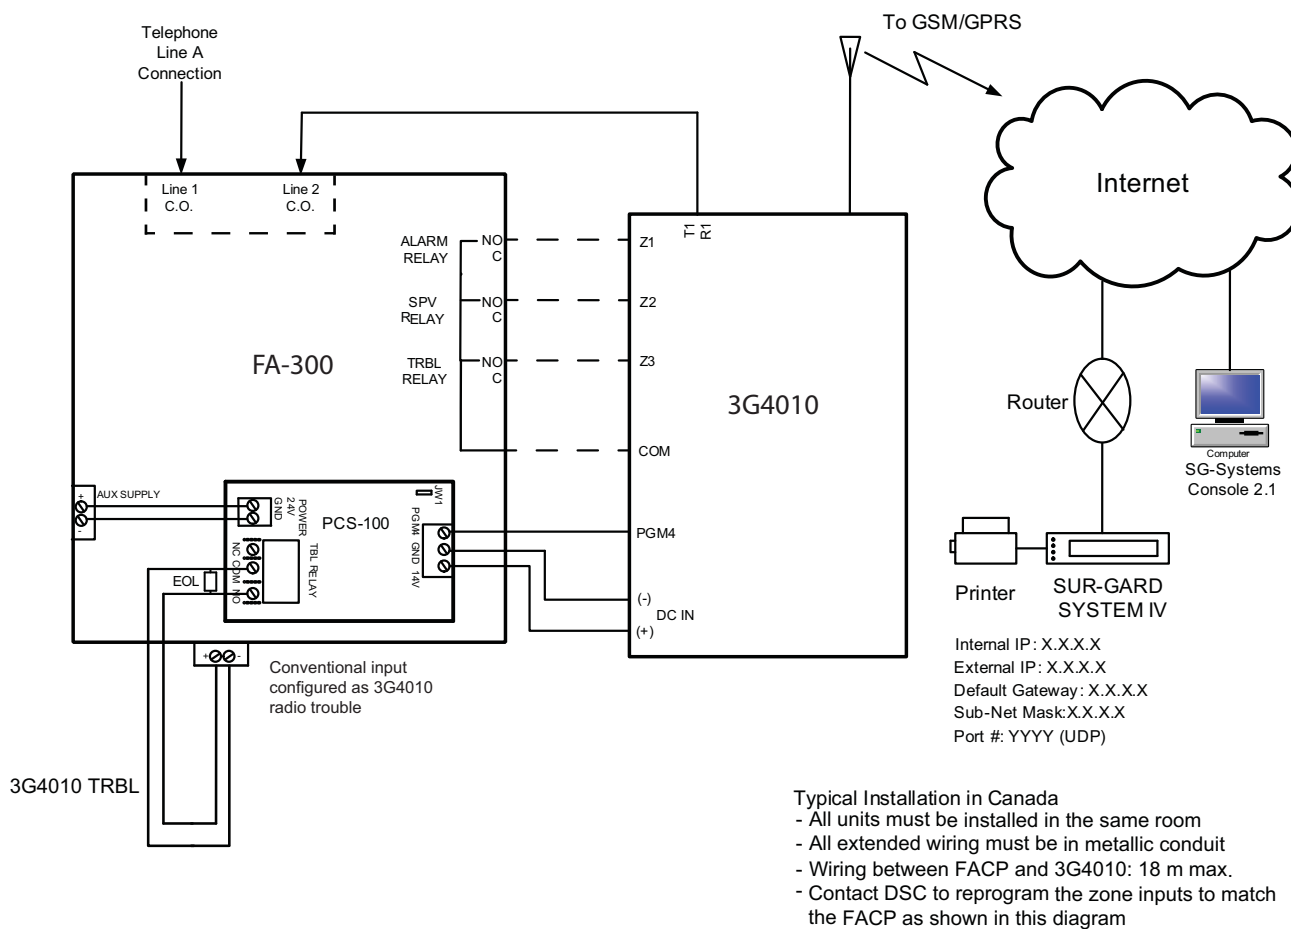 To GSM/GPRS
Telephone
Line A
Connection
Internet
Line 1
C.O.
Line 2
C.O.
T1
R1
ALARM
RELAY
NO
C
Z1
SPV
RELAY
NO
C
Z2
TRBL
RELAY
NO
C
Z3
FA-300
3G4010
COM
Router
Computer
SG-Systems
Console 2.1
+
-
AUX SUPPLY
POWER
24V
GND
PCS-100
JW1
PGM4 GND 14V
TBL RELAY
NC COM NO
EOL
PGM4
(-)
DC IN
(+)
Printer
SUR-GARD
SYSTEM IV
+
-
Conventional input
configured as 3G4010
radio trouble
Internal IP: X.X.X.X
External IP: X.X.X.X
Default Gateway: X.X.X.X
Sub-Net Mask:X.X.X.X
Port #: YYYY (UDP)
3G4010 TRBL
Typical Installation in Canada
- All units must be installed in the same room
- All extended wiring must be in metallic conduit
- Wiring between FACP and 3G4010: 18 m max.
- Contact DSC to reprogram the zone inputs to match
the FACP as shown in this diagram